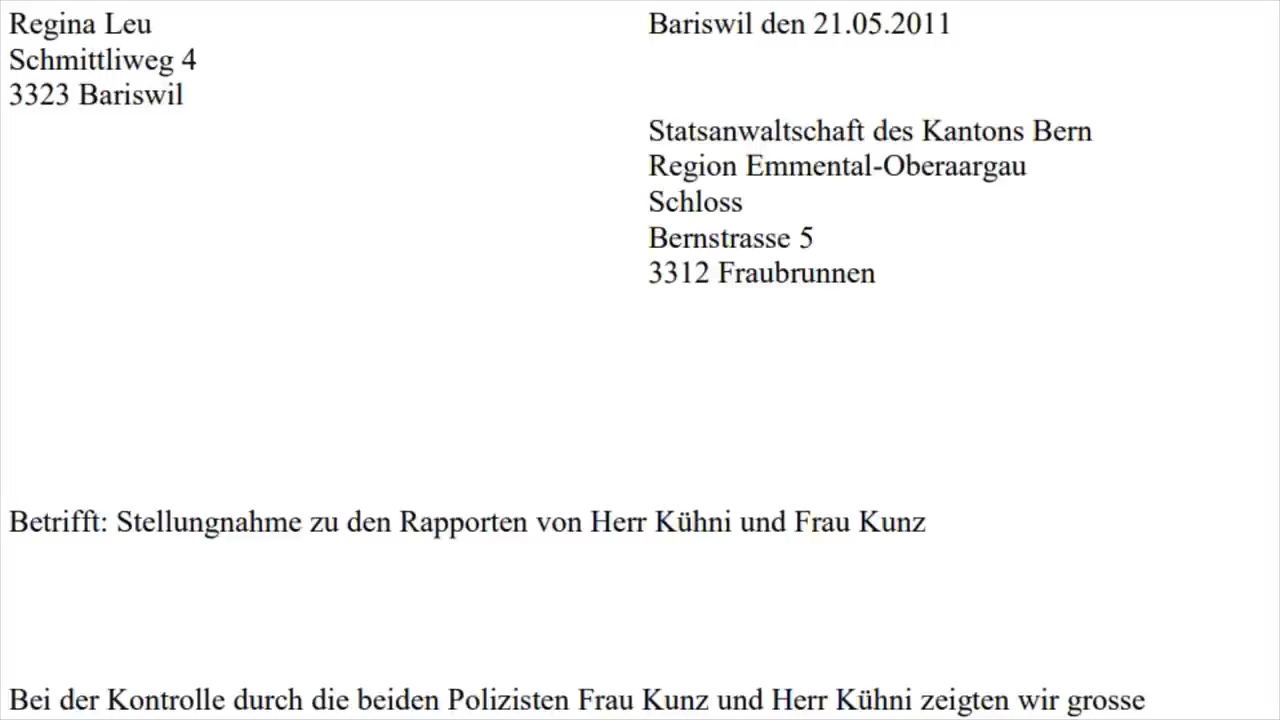 Regina Leu
Schmittliweg 4
3323 Bariswil
Bariswil den 21.05.2011
Statsanwaltschaft des Kantons Bern
Region Emmental-Oberaargau
Schloss
Bernstrasse 5
3312 Fraubrunnen
Betrifft: Stellungnahme zu den Rapporten von Herr Kühni und Frau Kunz
Bei der Kontrolle durch die beiden Polizisten Frau Kunz und Herr Kühni zeigten wir grosse